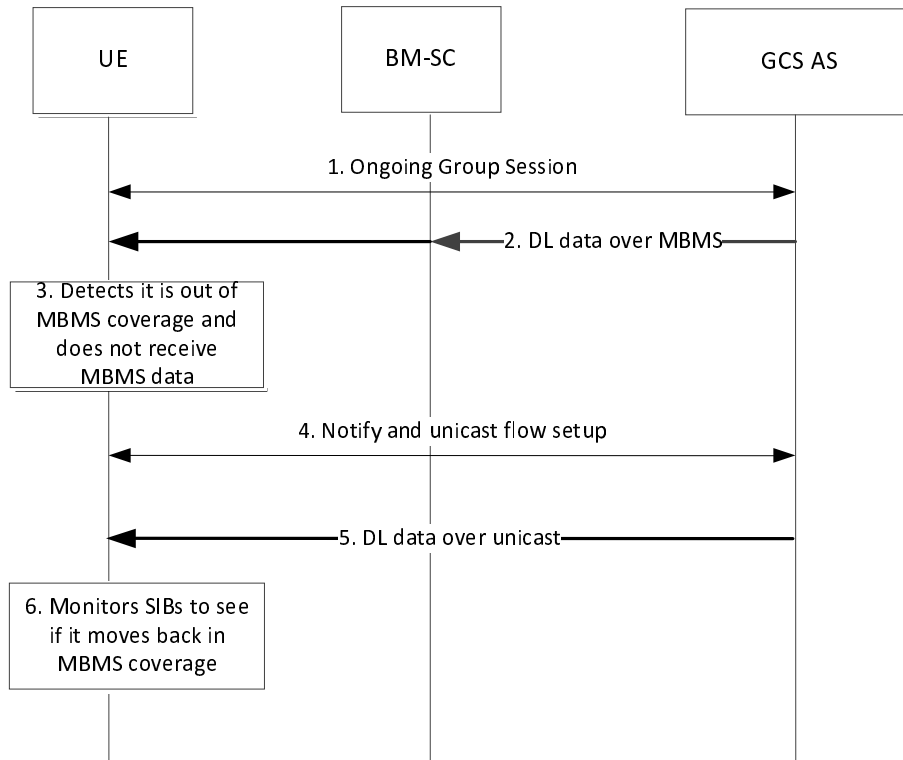 UE
BM-SC
GCS AS
1. Ongoing Group Session
2. DL data over MBMS
3. Detects it is out of
MBMS coverage and
does not receive
MBMS data
4. Notify and unicast flow setup
5. DL data over unicast
6. Monitors SIBs to see
if it moves back in
MBMS coverage